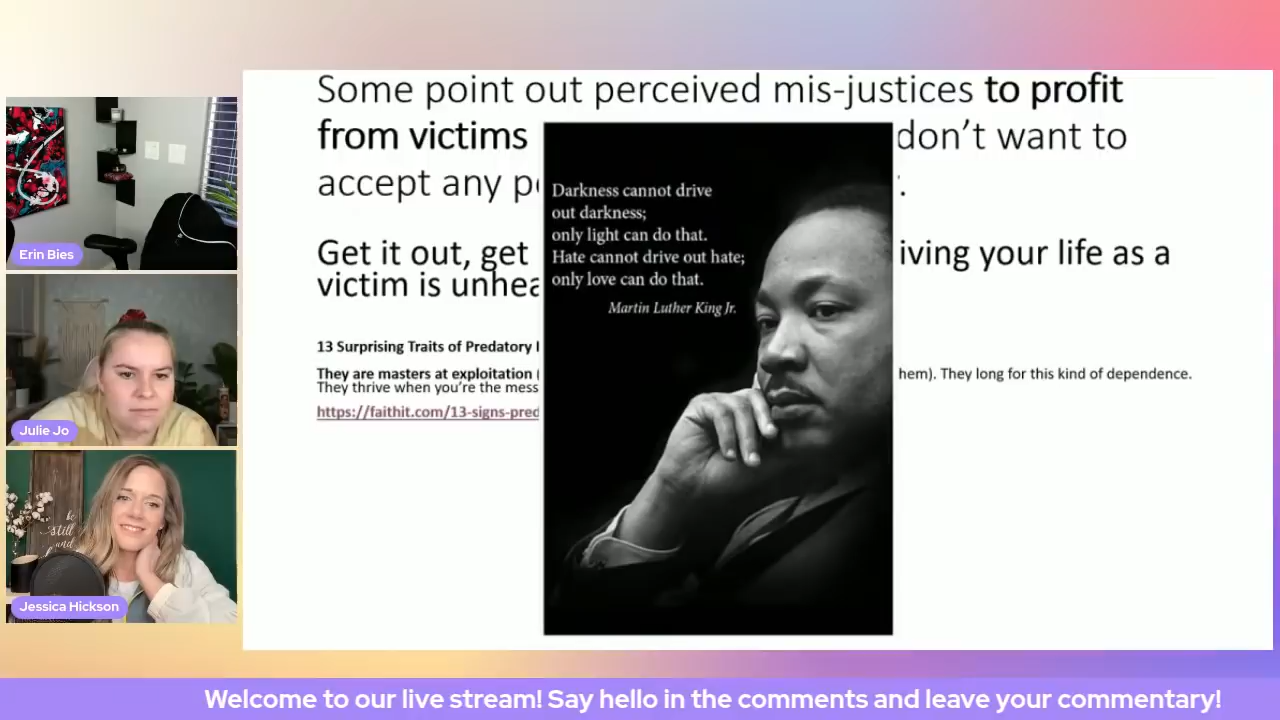 Some point out perceived mis-justices to profit
from victims
don't want to
accept any
.
Get it out, get
iving your life as a
victim is unhea
13 Surprising Traits of Predatory
They are masters at exploitation
hem). They long for this kind of dependence.
They thrive when you're the mess
https://faithit.com/13-signs-pred
Darkness cannot drive
out darkness;
only light can do that.
Hate cannot drive out hate;
only love can do that.
Martin Luther King Jr.
Erin Bies
Julie Jo
be
still
and
Jessica Hickson
Welcome to our live stream! Say hello in the comments and leave your commentary!